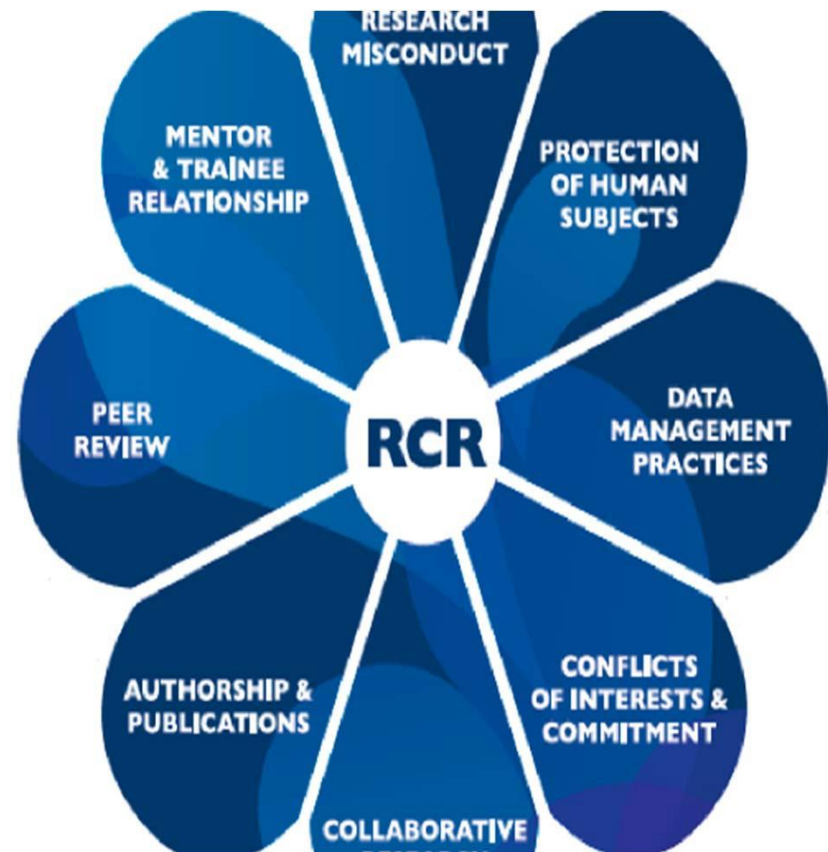 RESEARCH
MISCONDUCT
PROTECTION
OF HUMAN
SUBJECTS
DATA
MANAGEMENT
PRACTICES
CONFLICTS
OF INTERESTS &
COMMITMENT
COLLABORATIVE
AUTHORSHIP &
PUBLICATIONS
PEER
REVIEW
MENTOR
& TRAINEE
RELATIONSHIP
RCR